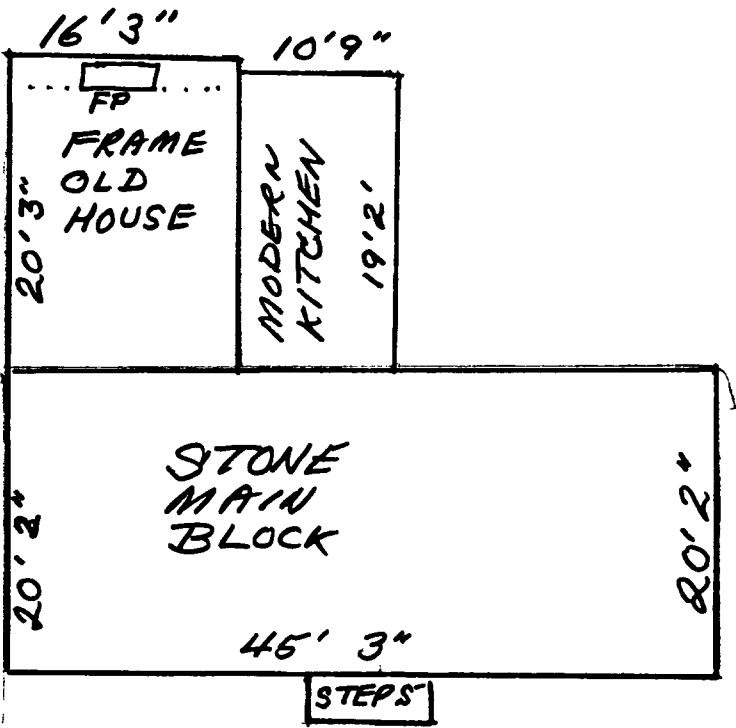 16' 3"
10' 9"
FP
FRAME
OLD
HOUSE
20' 3"
MODERN
KITCHEN
19' 2'
STONE
MAIN
BLOCK
20' 2"
20' 2"
45' 3"
STEPS